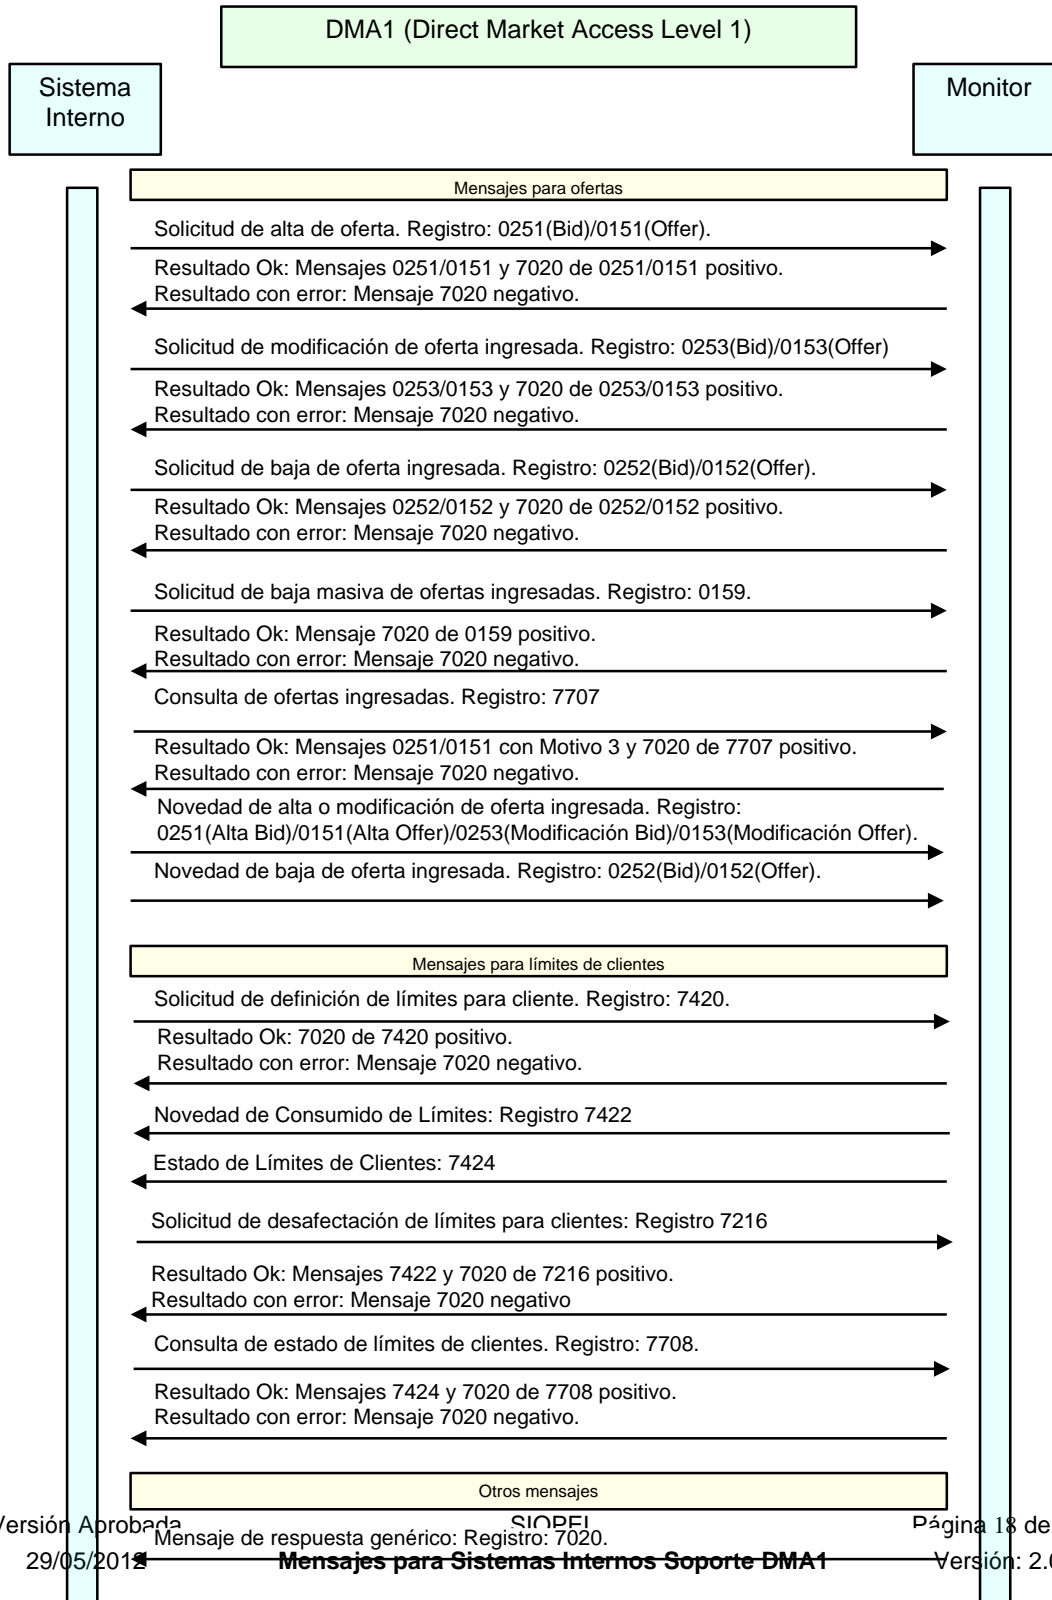 DMA1 (Direct Market Access Level 1)
Sistema
Interno
Monitor
Mensajes para ofertas
Solicitud de alta de oferta. Registro: 0251(Bid)/0151(Offer).
Resultado Ok: Mensajes 0251/0151 y 7020 de 0251/0151 positivo.
Resultado con error: Mensaje 7020 negativo.
Solicitud de modificación de oferta ingresada. Registro: 0253(Bid)/0153(Offer)
Resultado Ok: Mensajes 0253/0153 y 7020 de 0253/0153 positivo.
Resultado con error: Mensaje 7020 negativo.
Solicitud de baja de oferta ingresada. Registro: 0252(Bid)/0152(Offer).
Resultado Ok: Mensajes 0252/0152 y 7020 de 0252/0152 positivo.
Resultado con error: Mensaje 7020 negativo.
Solicitud de baja masiva de ofertas ingresadas. Registro: 0159.
Resultado Ok: Mensaje 7020 de 0159 positivo.
Resultado con error: Mensaje 7020 negativo.
Consulta de ofertas ingresadas. Registro: 7707
Resultado Ok: Mensajes 0251/0151 con Motivo 3 y 7020 de 7707 positivo.
Resultado con error: Mensaje 7020 negativo.
Novedad de alta o modificación de oferta ingresada. Registro:
0251(Alta Bid)/0151(Alta Offer)/0253(Modificación Bid)/0153(Modificación Offer).
Novedad de baja de oferta ingresada. Registro: 0252(Bid)/0152(Offer).
Mensajes para límites de clientes
Solicitud de definición de límites para cliente. Registro: 7420.
Resultado Ok: 7020 de 7420 positivo.
Resultado con error: Mensaje 7020 negativo.
Novedad de Consumido de Límites: Registro 7422
Estado de Límites de Clientes: 7424
Solicitud de desafectación de límites para clientes: Registro 7216
Resultado Ok: Mensajes 7422 y 7020 de 7216 positivo.
Resultado con error: Mensaje 7020 negativo
Consulta de estado de límites de clientes. Registro: 7708.
Resultado Ok: Mensajes 7424 y 7020 de 7708 positivo.
Resultado con error: Mensaje 7020 negativo.
Otros mensajes
Versión Aprobada SIOPEL Página 18 de
Mensaje de respuesta genérico: Registro: 7020.
29/05/2012 Mensajes para Sistemas Internos Soporte DMA1 Versión: 2.0